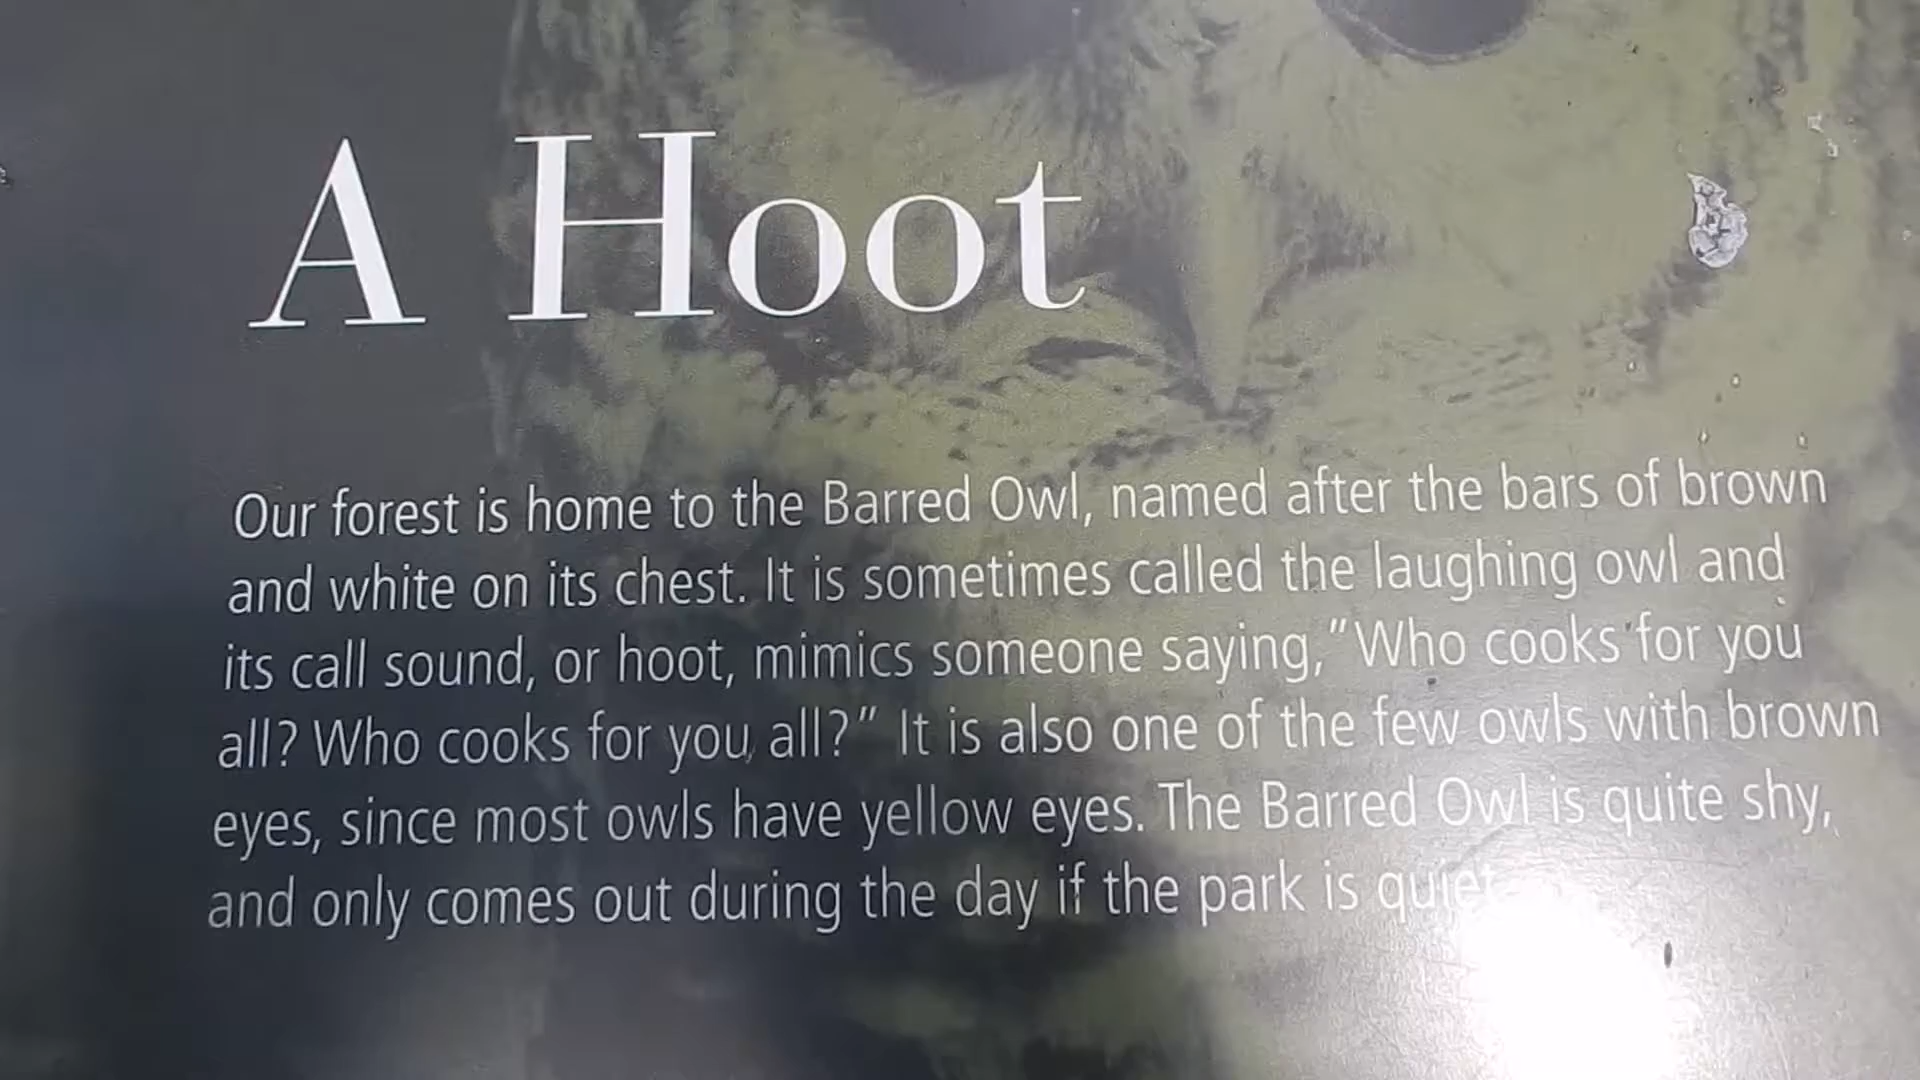 A Hoot
Our forest is home to the Barred Owl, named after the bars of brown
and white on its chest. It is sometimes called the laughing owl and
its call sound, or hoot, mimics someone saying,"Who cooks for you
all? Who cooks for you all?" It is also one of the few owls with brown
eyes, since most owls have yellow eyes. The Barred Owl is quite shy,
and only comes out during the day if the park is quiet